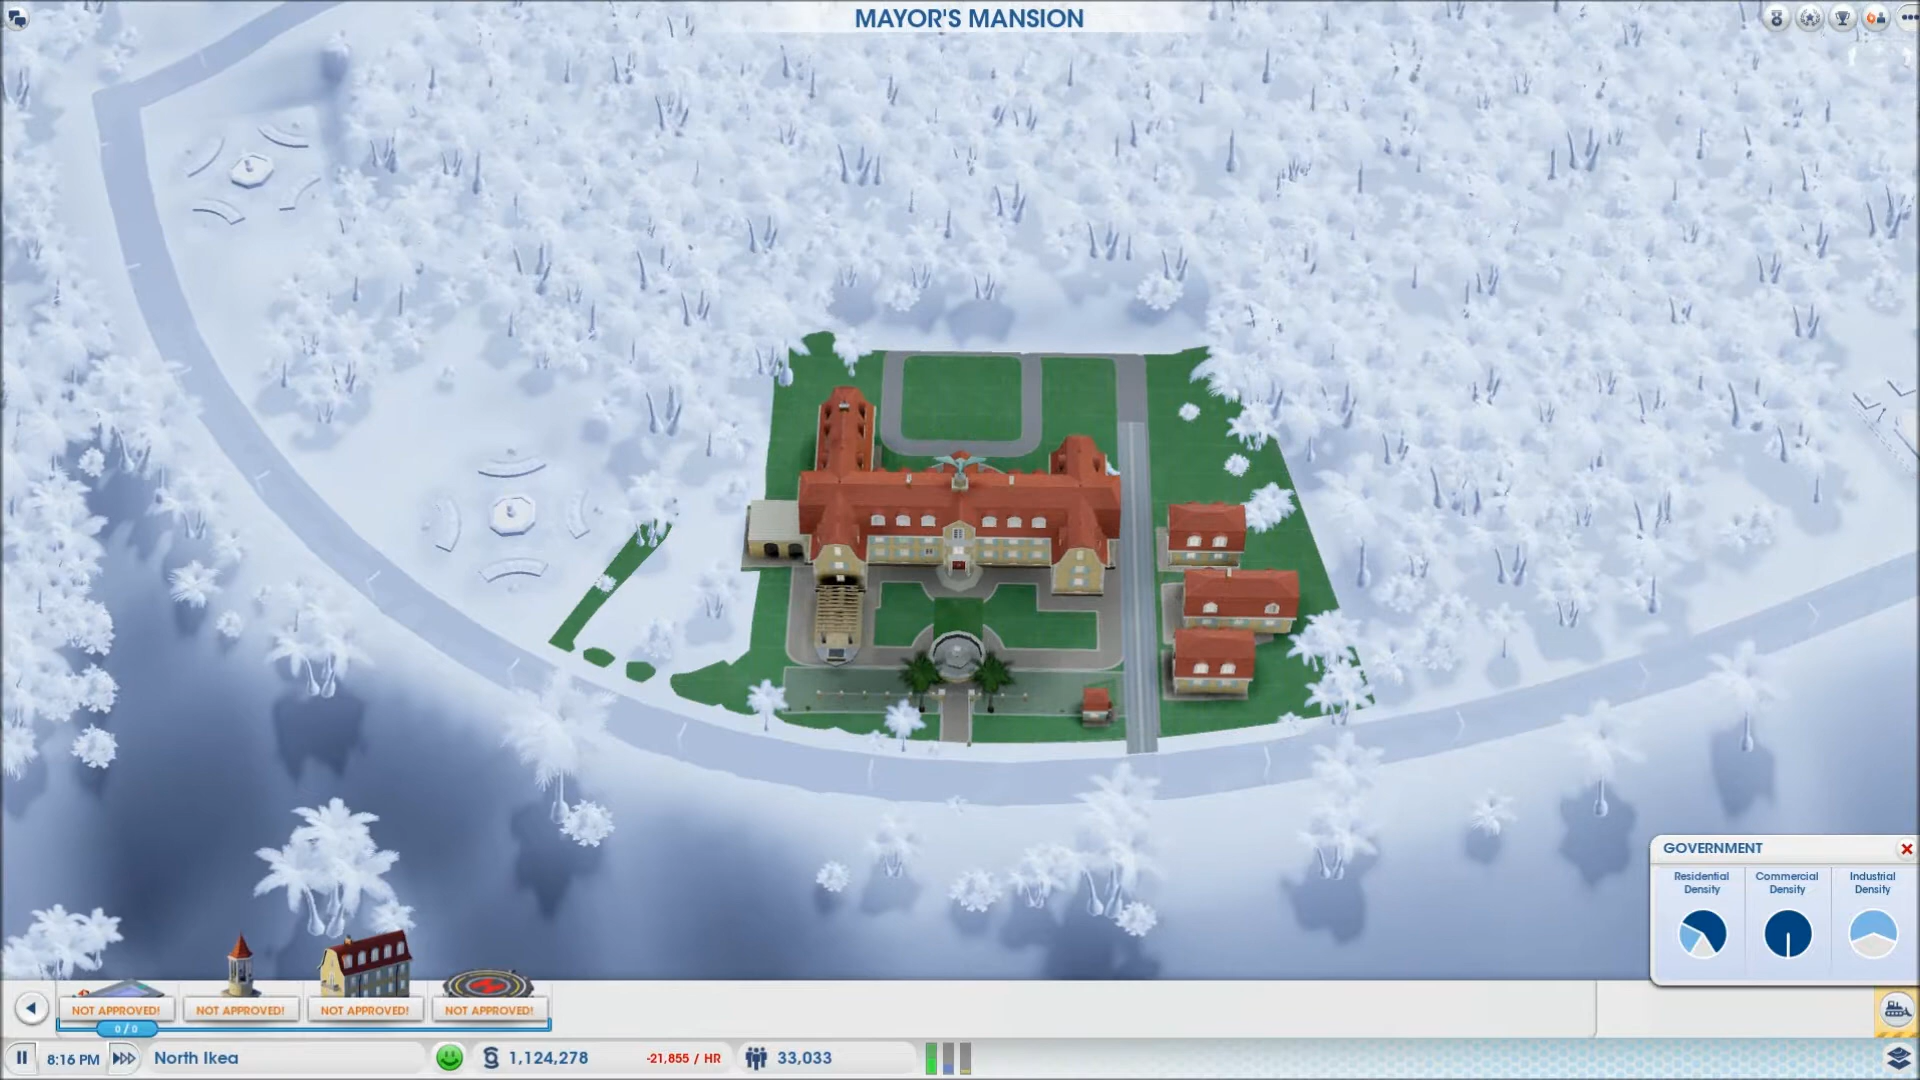 MAYOR'S MANSION
GOVERNMENT
Residential Density
Commercial Density
Industrial Density
NOT APPROVED!
NOT APPROVED!
NOT APPROVED!
NOT APPROVED!
0 / 0
8:16 PM
North Ikea
1,124,278
-21,855 / HR
33,033